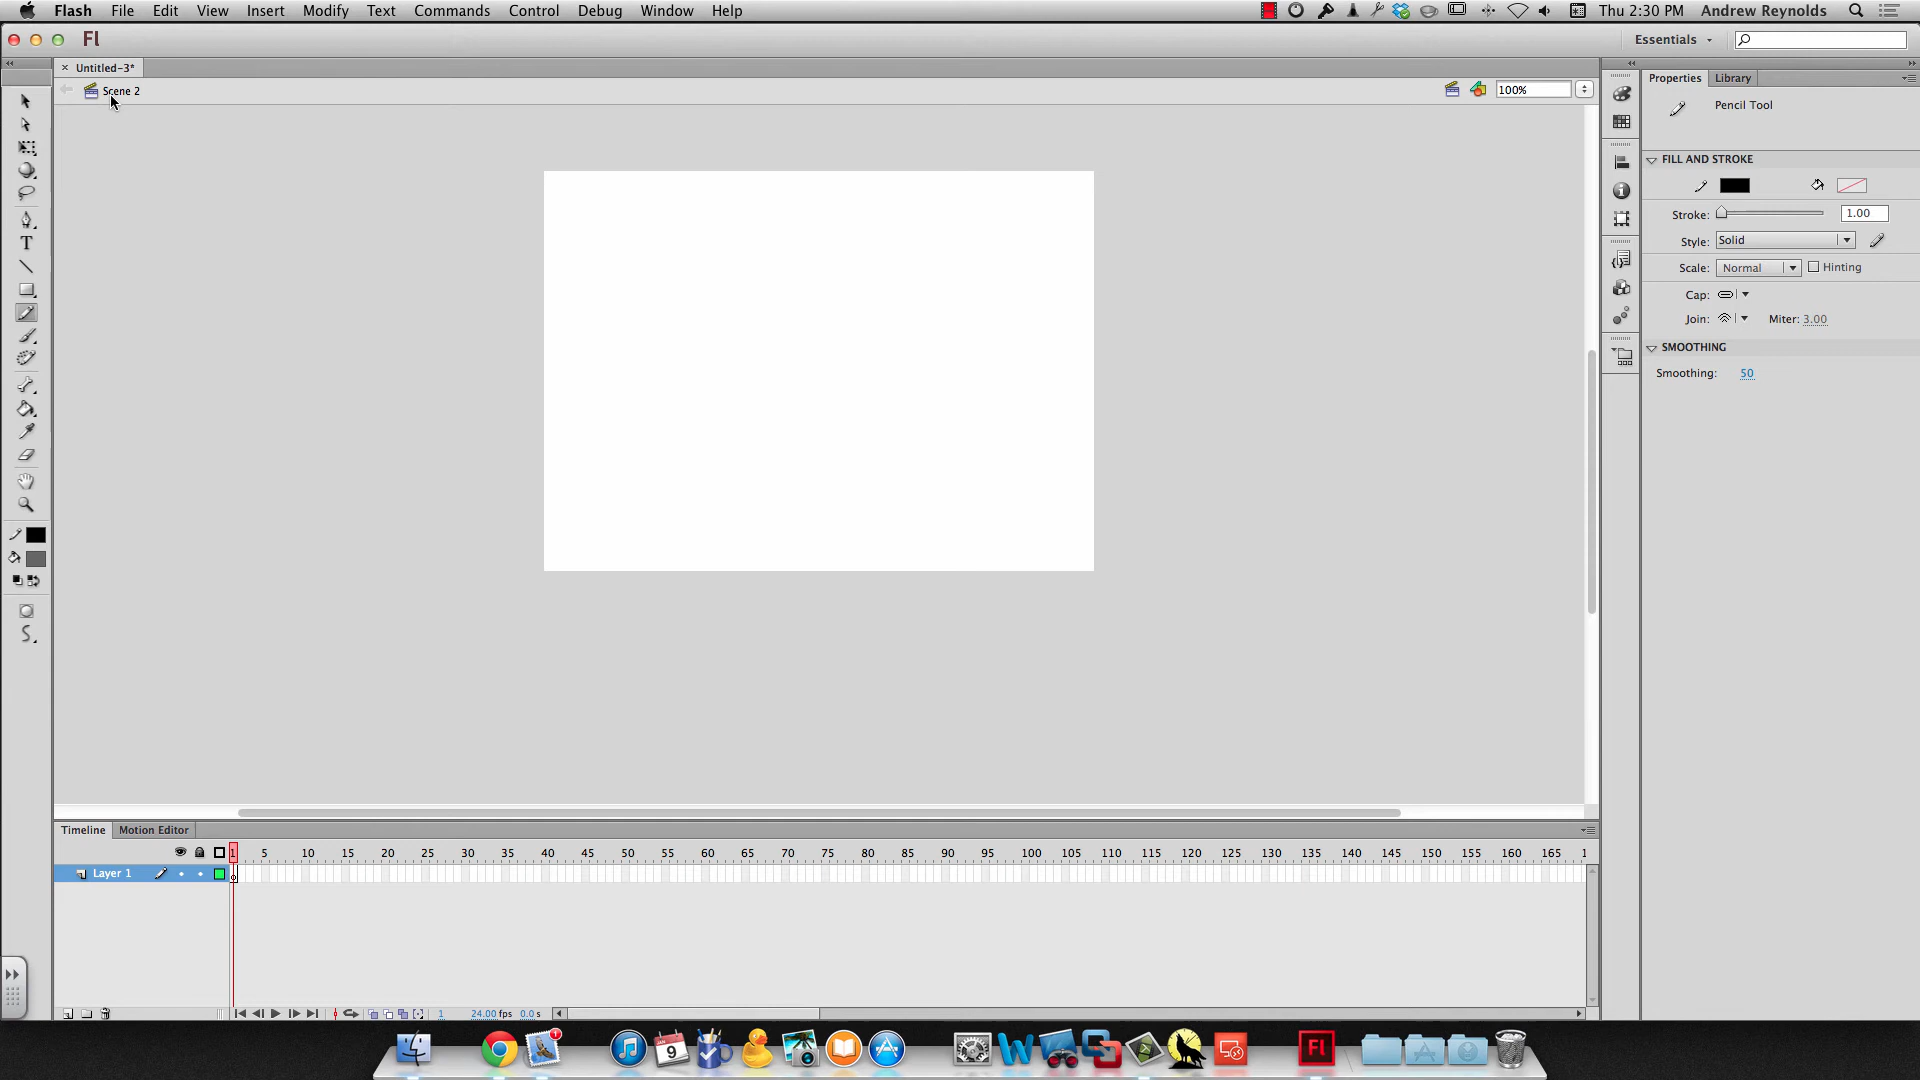 Flash File Edit View Insert Modify Text Commands Control Debug Window Help Thu 2:30 PM Andrew Reynolds
Fl Essentials
Untitled-3* Properties Library
Scene 2 100%
Pencil Tool
FILL AND STROKE
Stroke: 1.00
Style: Solid
Scale: Normal Hinting
Cap:
Join: Miter: 3.00
SMOOTHING
Smoothing: 50
T
Timeline Motion Editor
1 5 10 15 20 25 30 35 40 45 50 55 60 65 70 75 80 85 90 95 100 105 110 115 120 125 130 135 140 145 150 155 160 165 1
Layer 1
1 24.00 fps 0.0 s
9 W Fl